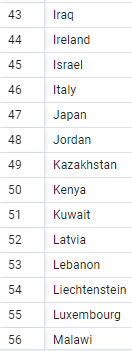 43 Iraq
44 Ireland
45 Israel
46 Italy
47 Japan
48 Jordan
49 Kazakhstan
50 Kenya
51 Kuwait
52 Latvia
53 Lebanon
54 Liechtenstein
55 Luxembourg
56 Malawi